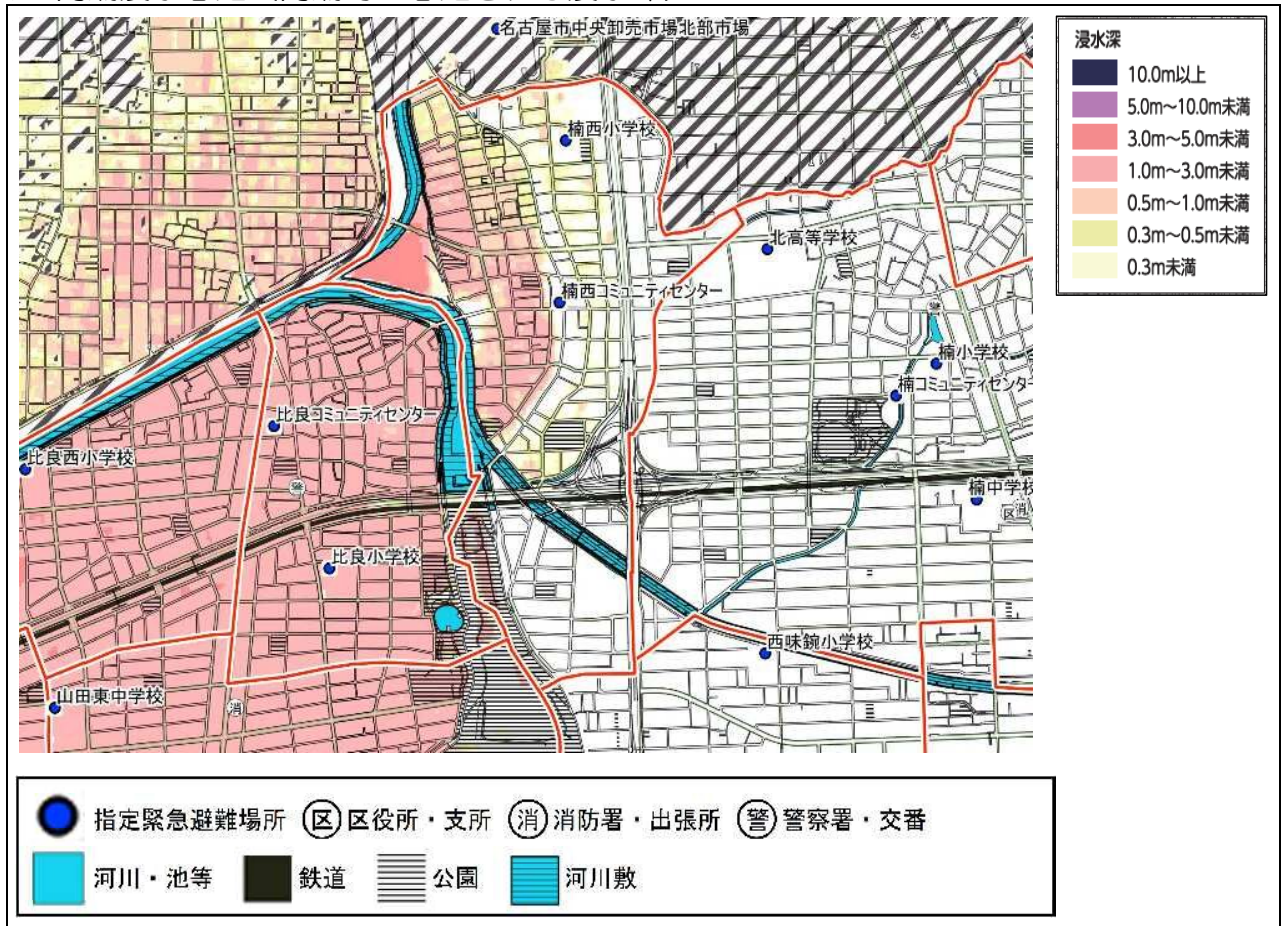 名古屋市中央卸売市場北部市場
楠西小学校
北高等学校
楠西コミュニティセンター
楠小学校
楠コミュニティセンタ
比良コミュニティセンター
比良西小学校
警
楠中学校
区
消
比良小学校
西味鋺小学校
山田東中学校
消
浸水深
10.0m以上
5.0m〜10.0m未満
3.0m〜5.0m未満
1.0m〜3.0m未満
0.5m〜1.0m未満
0.3m〜0.5m未満
0.3m未満
指定緊急避難場所 区 区役所・支所 消 消防署・出張所 警 警察署・交番
河川・池等 鉄道 公園 河川敷